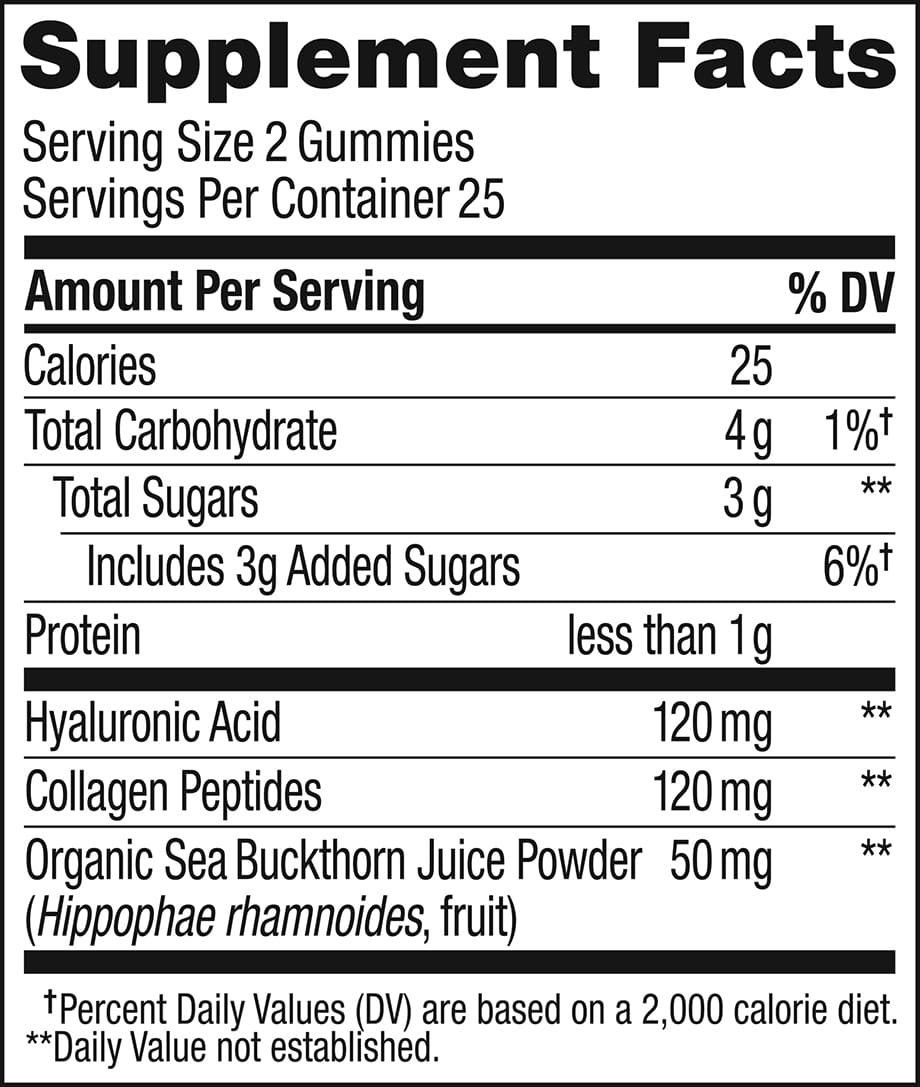 Supplement Facts
Serving Size 2 Gummies
Servings Per Container 25
Amount Per Serving % DV
Calories 25
Total Carbohydrate 4 g 1%†
Total Sugars 3 g **
Includes 3g Added Sugars 6%†
Protein less than 1 g
Hyaluronic Acid 120 mg **
Collagen Peptides 120 mg **
Organic Sea Buckthorn Juice Powder 50 mg **
(Hippophae rhamnoides, fruit)
†Percent Daily Values (DV) are based on a 2,000 calorie diet.
**Daily Value not established.